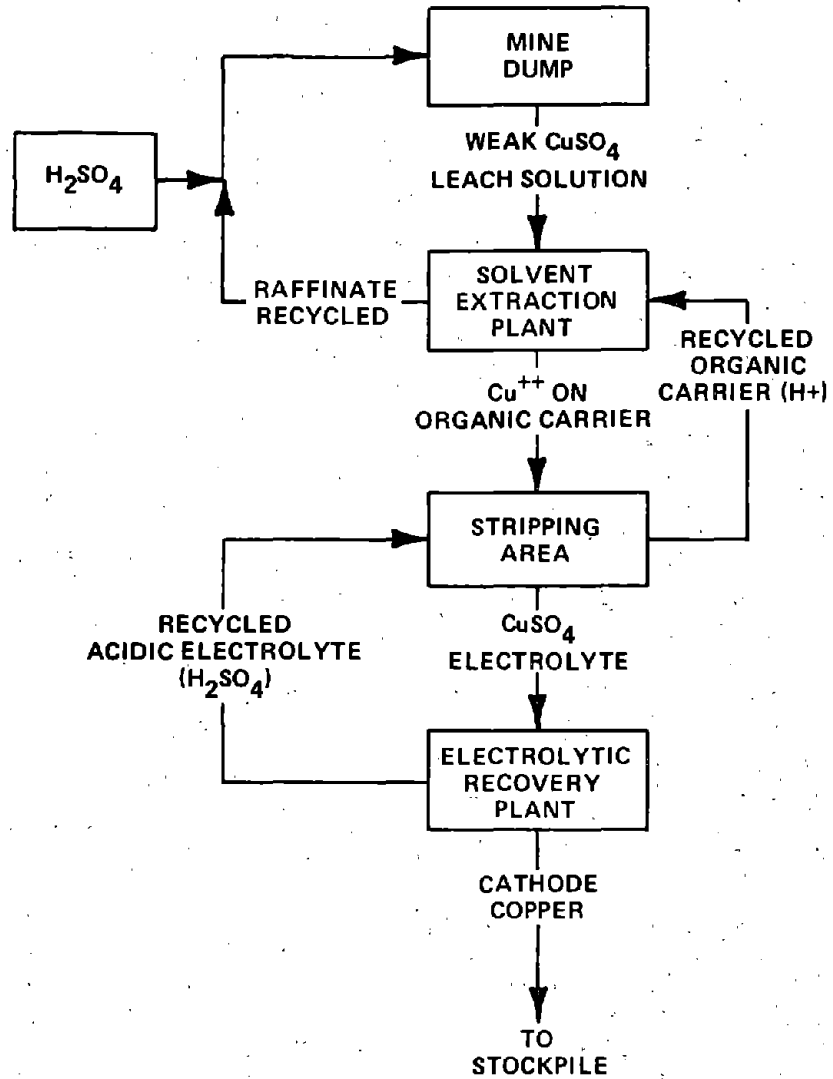 MINE
DUMP
H2SO4
WEAK CuSO4
LEACH SOLUTION
SOLVENT
EXTRACTION
PLANT
RAFFINATE
RECYCLED
RECYCLED
ORGANIC
CARRIER (H+)
Cu++ ON
ORGANIC CARRIER
STRIPPING
AREA
RECYCLED
ACIDIC ELECTROLYTE
(H2SO4)
CuSO4
ELECTROLYTE
ELECTROLYTIC
RECOVERY
PLANT
CATHODE
COPPER
TO
STOCKPILE